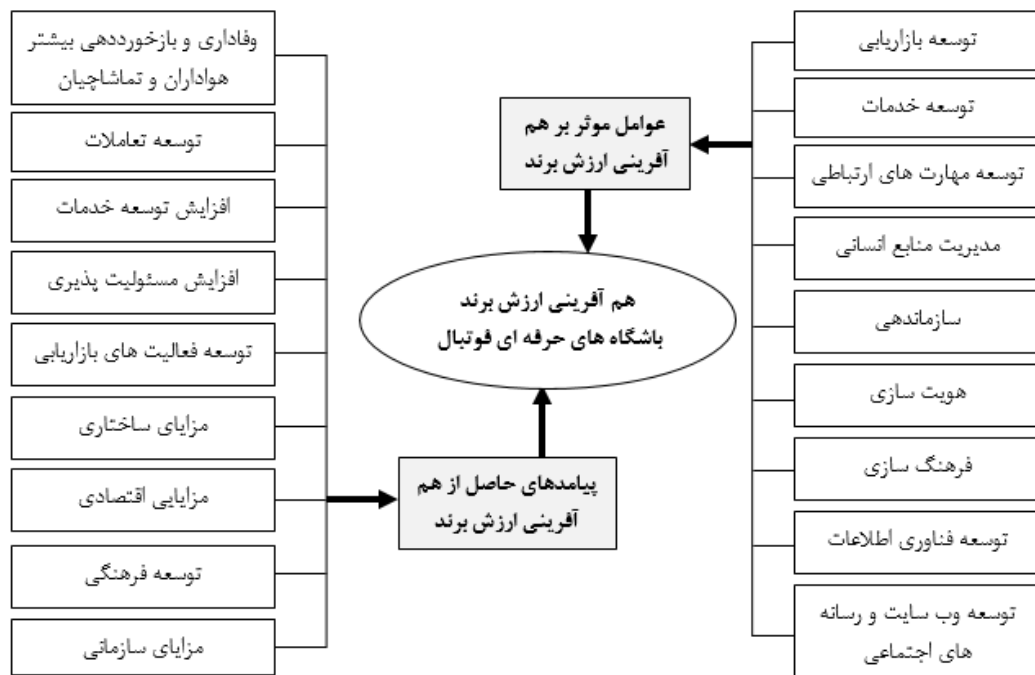 توسعه بازاریابی
توسعه خدمات
توسعه مهارت های ارتباطی
مدیریت منابع انسانی
سازماندهی
هویت سازی
فرهنگ سازی
توسعه فناوری اطلاعات
توسعه وب سایت و رسانه
های اجتماعی
عوامل موثر بر هم
آفرینی ارزش برند
هم آفرینی ارزش برند
باشگاه های حرفه ای فوتبال
پیامدهای حاصل از هم
آفرینی ارزش برند
وفاداری و بازخورددهی بیشتر
هواداران و تماشاچیان
توسعه تعاملات
افزایش توسعه خدمات
افزایش مسئولیت پذیری
توسعه فعالیت های بازاریابی
مزایای ساختاری
مزایایی اقتصادی
توسعه فرهنگی
مزایای سازمانی